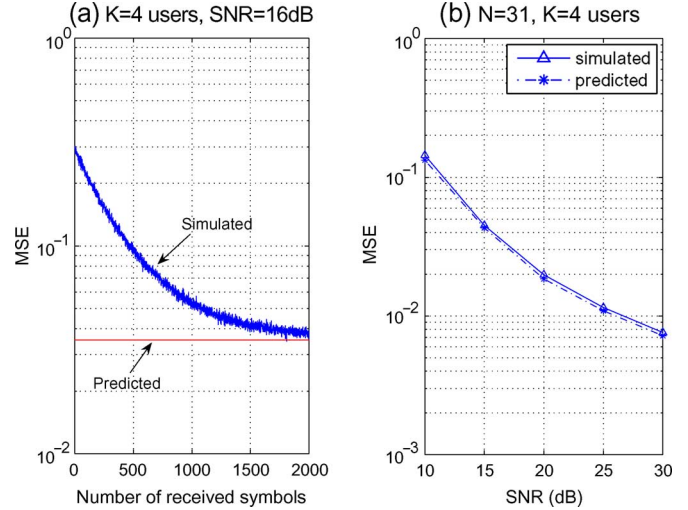 (a) K=4 users, SNR=16dB
10^0
10^-1
10^-2
MSE
Simulated
Predicted
0 500 1000 1500 2000
Number of received symbols
(b) N=31, K=4 users
simulated
predicted
10^0
10^-1
10^-2
10^-3
MSE
10 15 20 25 30
SNR (dB)